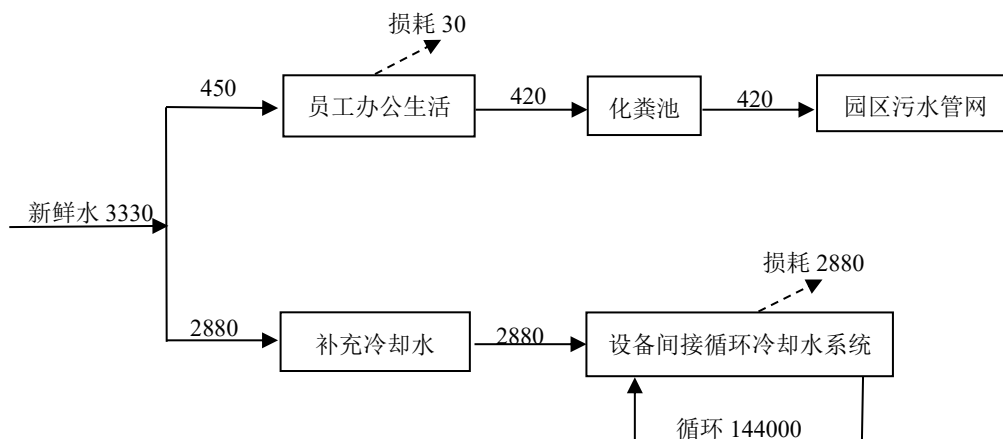 损耗 30
450
员工办公生活
420
化粪池
420
园区污水管网
新鲜水 3330
损耗 2880
2880
补充冷却水
2880
设备间接循环冷却水系统
循环 144000